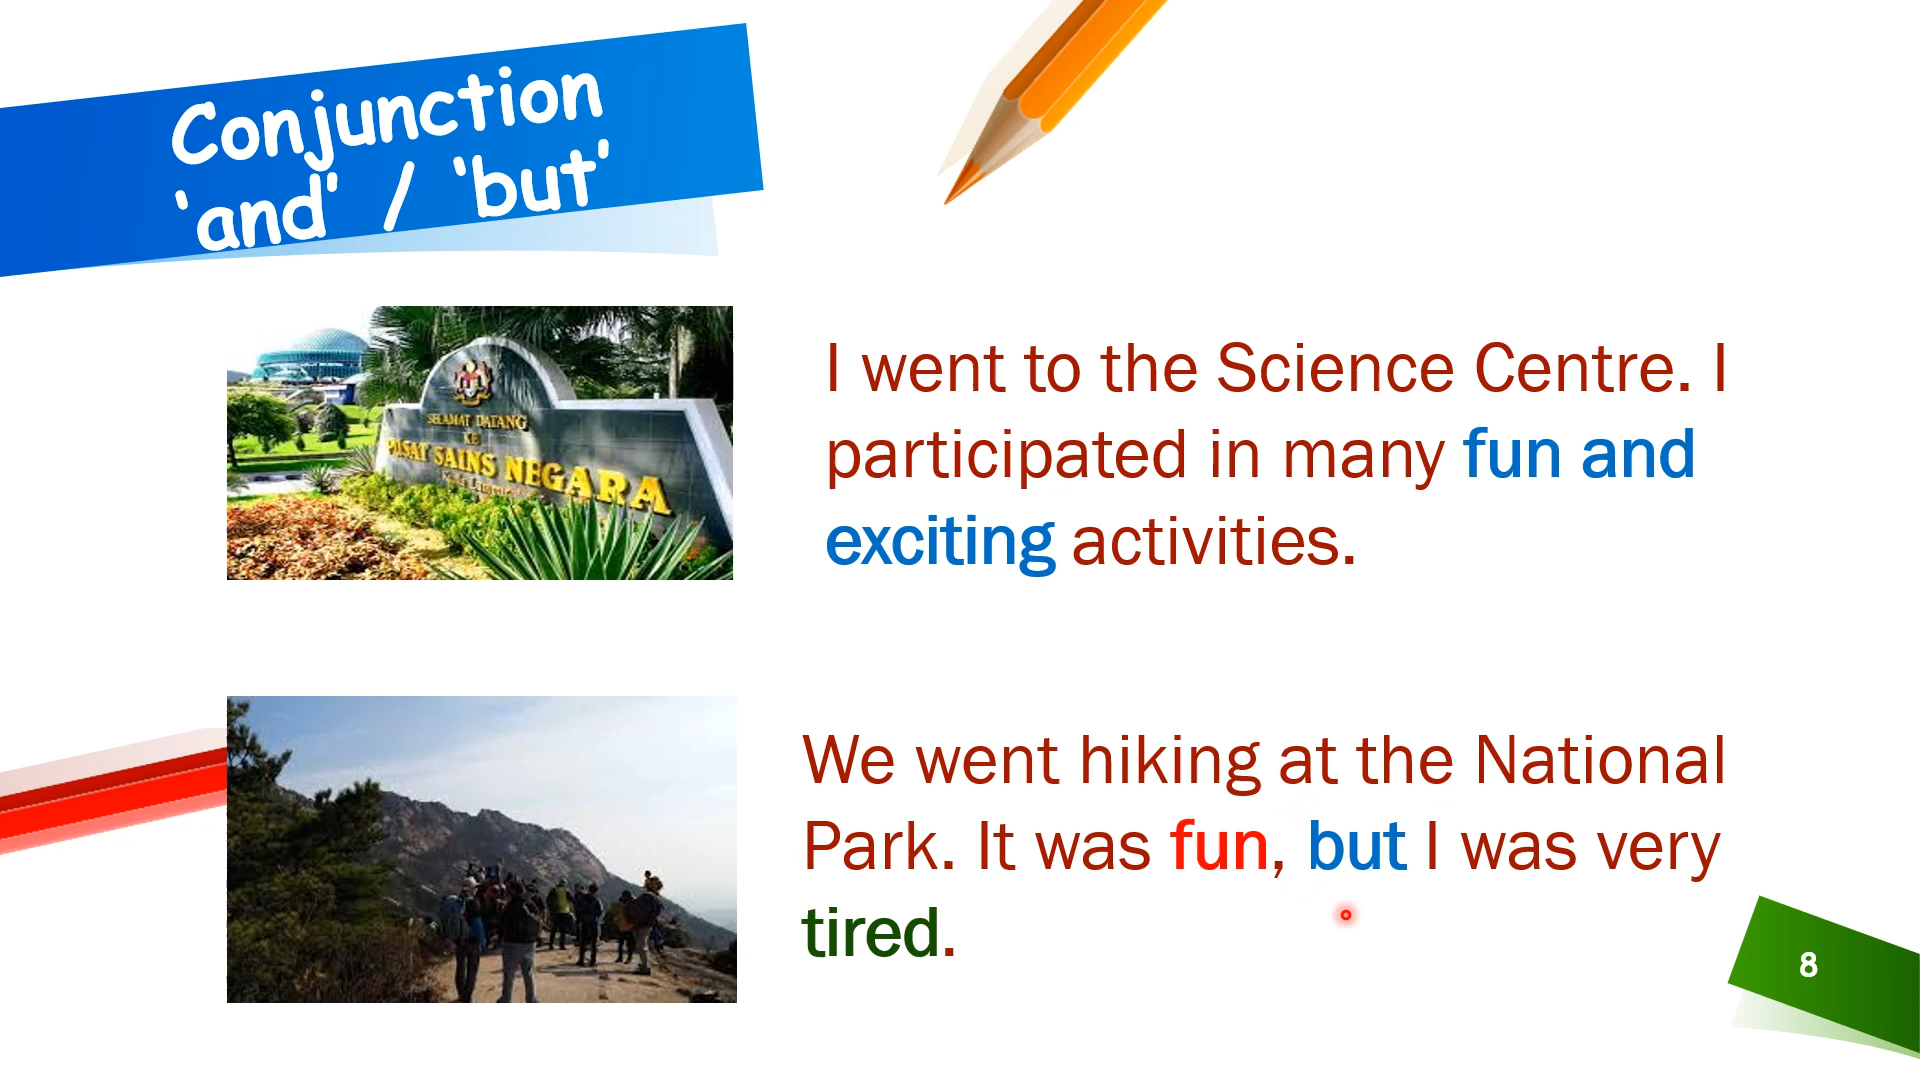 Conjunction
'and' / 'but'
SELAMAT DATANG
KE
PUSAT SAINS NEGARA
I went to the Science Centre. I
participated in many fun and
exciting activities.
We went hiking at the National
Park. It was fun, but I was very
tired.
8